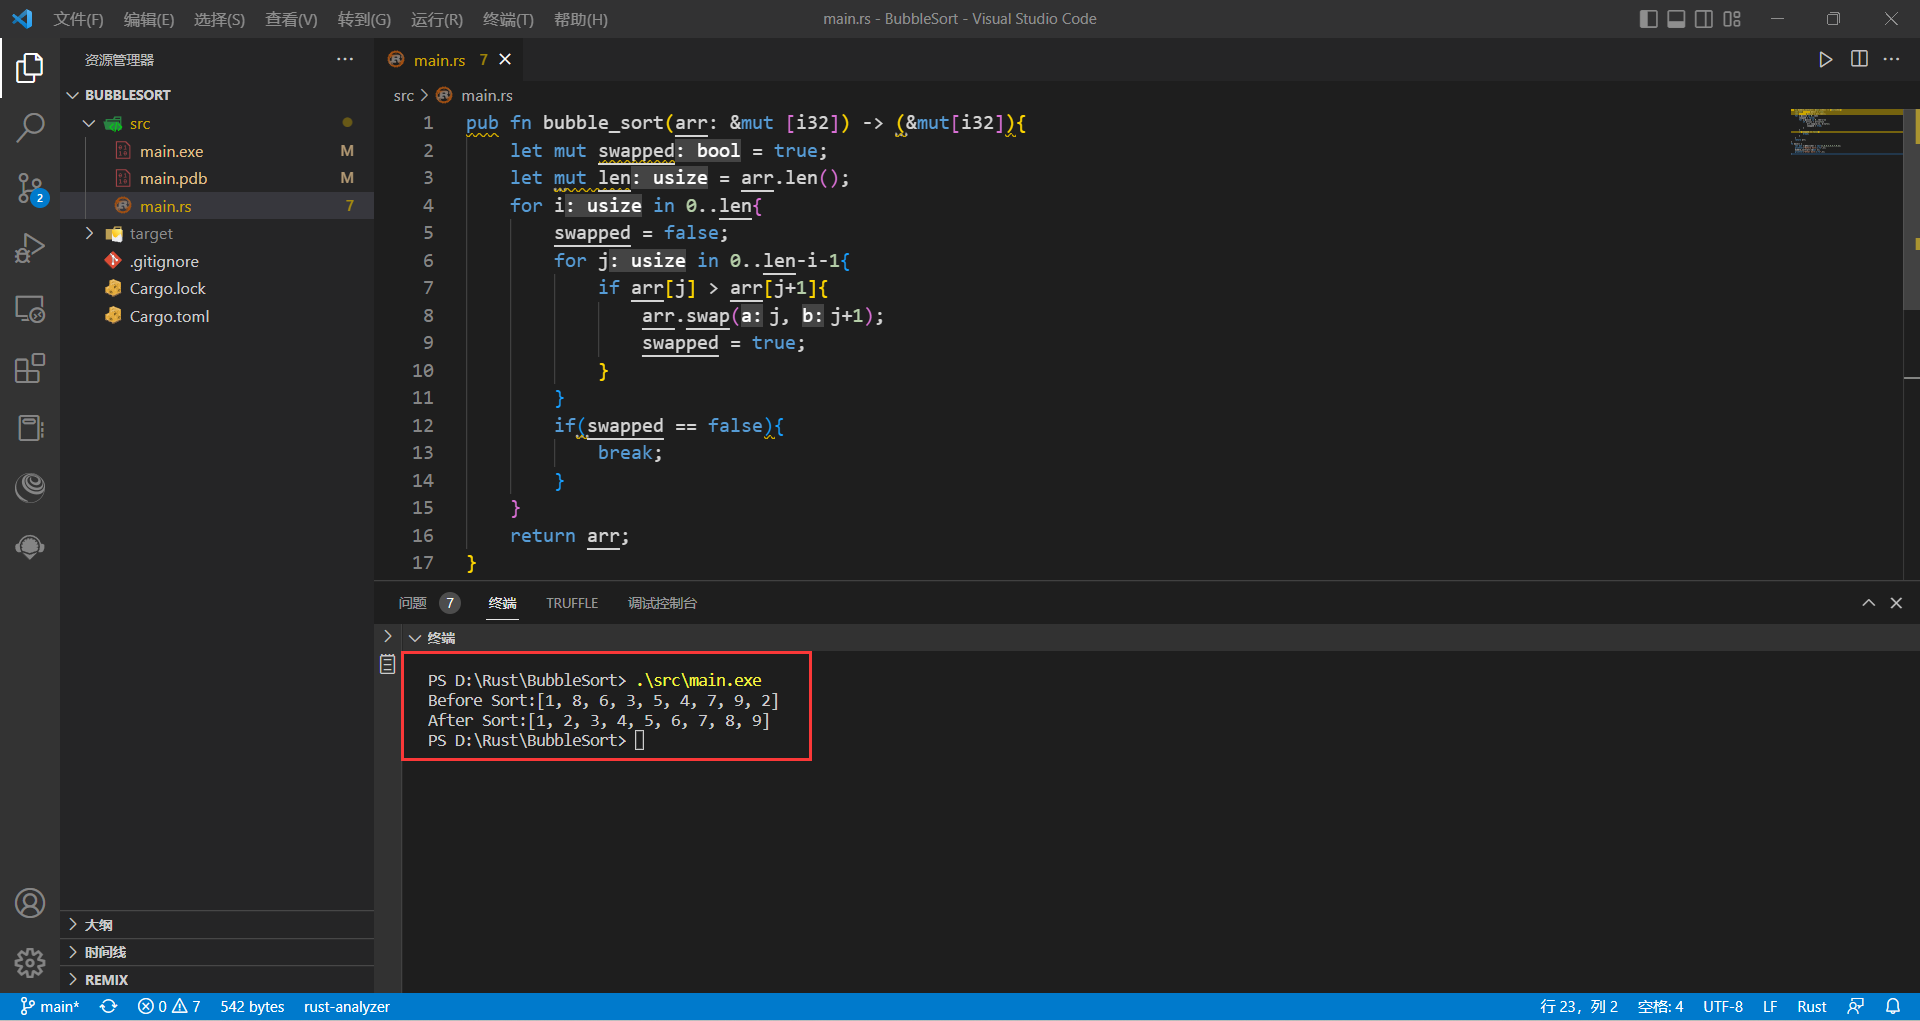 文件(F) 编辑(E) 选择(S) 查看(V) 转到(G) 运行(R) 终端(T) 帮助(H) main.rs - BubbleSort - Visual Studio Code
资源管理器
BUBBLESORT
src
main.exe M
main.pdb M
main.rs 7
target
.gitignore
Cargo.lock
Cargo.toml
大纲
时间线
REMIX
2
main.rs 7
src > main.rs
1 pub fn bubble_sort(arr: &mut [i32]) -> (&mut[i32]){
2 let mut swapped: bool = true;
3 let mut len: usize = arr.len();
4 for i: usize in 0..len{
5 swapped = false;
6 for j: usize in 0..len-i-1{
7 if arr[j] > arr[j+1]{
8 arr.swap(a: j, b: j+1);
9 swapped = true;
10 }
11 }
12 if(swapped == false){
13 break;
14 }
15 }
16 return arr;
17 }
问题 7 终端 TRUFFLE 调试控制台
终端
PS D:\Rust\BubbleSort> .\src\main.exe
Before Sort:[1, 8, 6, 3, 5, 4, 7, 9, 2]
After Sort:[1, 2, 3, 4, 5, 6, 7, 8, 9]
PS D:\Rust\BubbleSort>
main* 0 7 542 bytes rust-analyzer 行 23，列 2 空格: 4 UTF-8 LF Rust